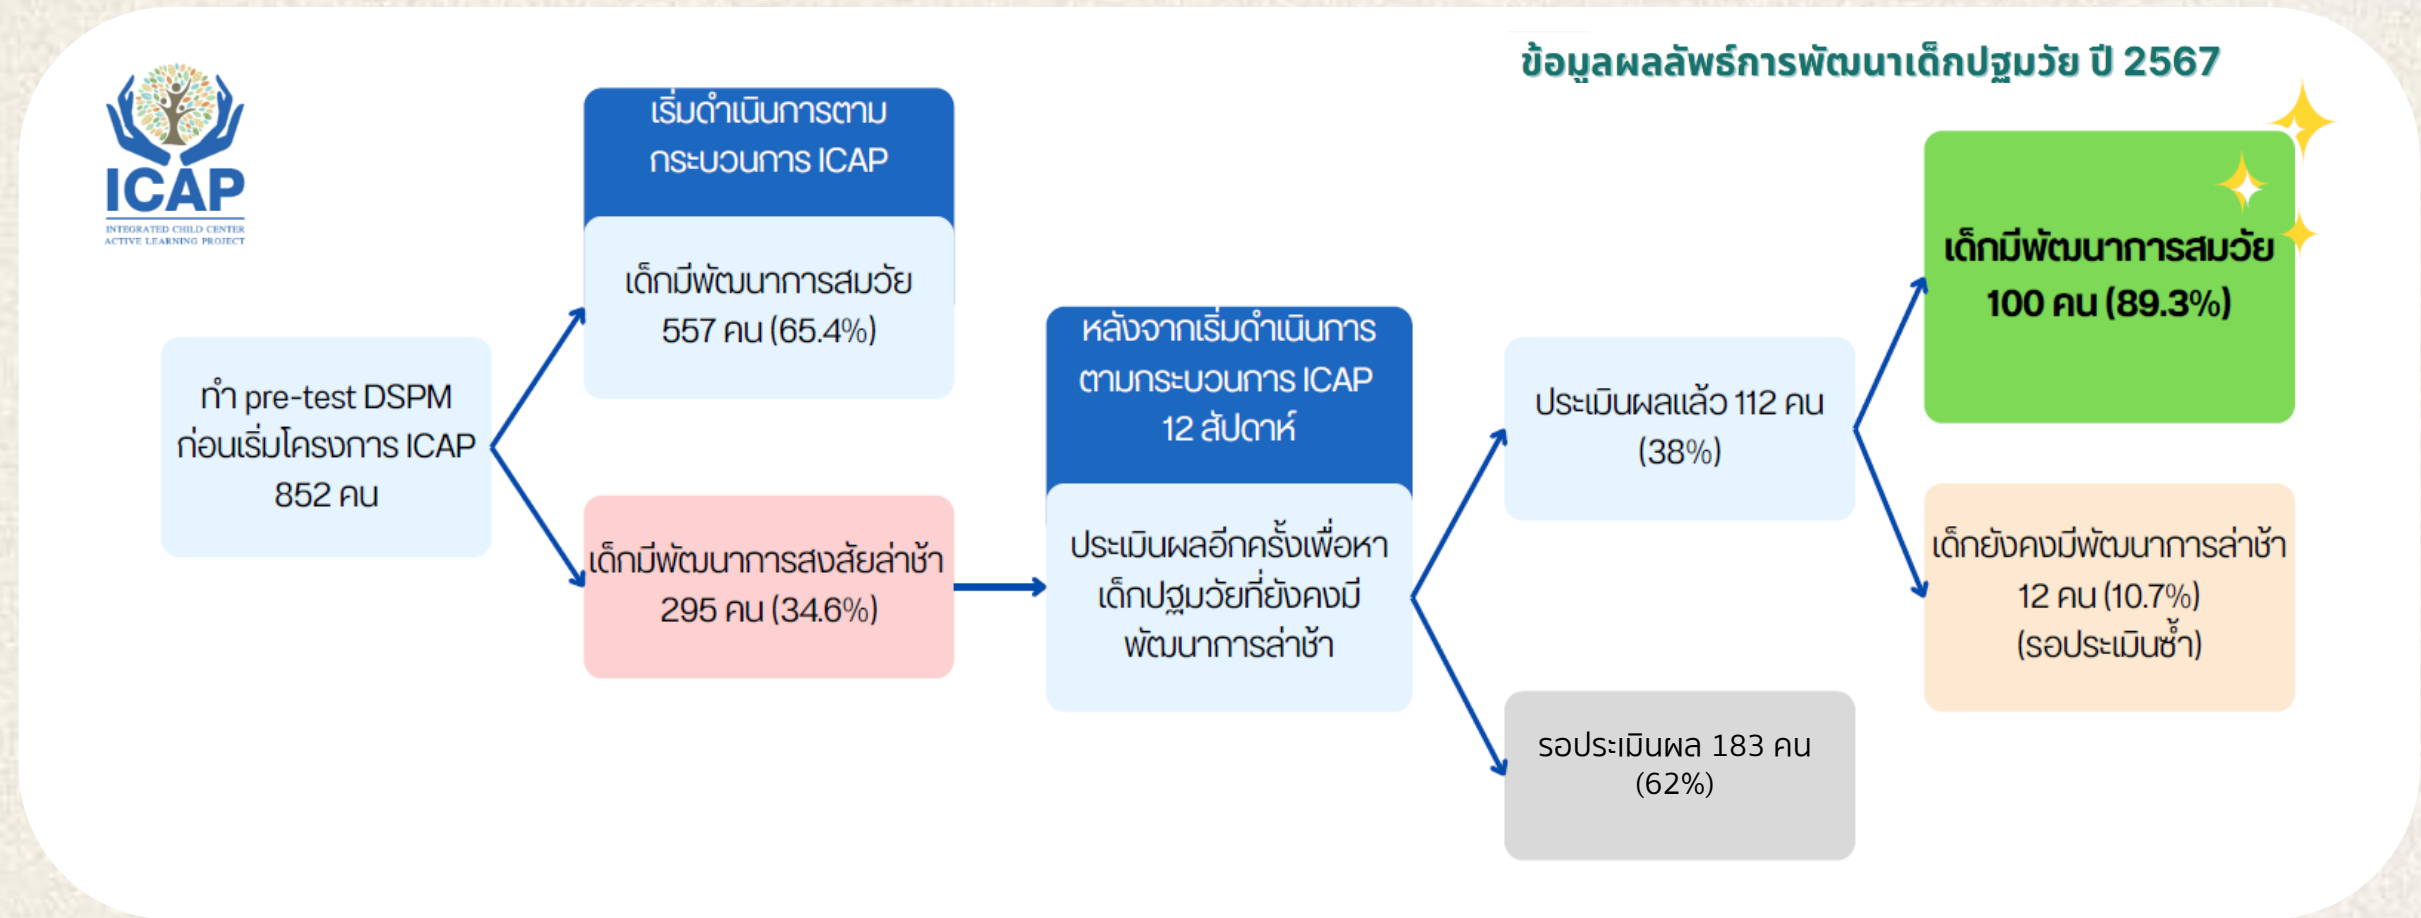 ข้อมูลผลลัพธ์การพัฒนาเด็กปฐมวัย ปี 2567
ICAP
INTEGRATED CHILD CENTER
ACTIVE LEARNING PROJECT
ทำ pre-test DSPM
ก่อนเริ่มโครงการ ICAP
852 คน
เริ่มดำเนินการตาม
กระบวนการ ICAP
เด็กมีพัฒนาการสมวัย
557 คน (65.4%)
เด็กมีพัฒนาการสงสัยล่าช้า
295 คน (34.6%)
หลังจากเริ่มดำเนินการ
ตามกระบวนการ ICAP
12 สัปดาห์
ประเมินผลอีกครั้งเพื่อหา
เด็กปฐมวัยที่ยังคงมี
พัฒนาการล่าช้า
ประเมินผลแล้ว 112 คน
(38%)
รอประเมินผล 183 คน
(62%)
เด็กมีพัฒนาการสมวัย
100 คน (89.3%)
เด็กยังคงมีพัฒนาการล่าช้า
12 คน (10.7%)
(รอประเมินซ้ำ)